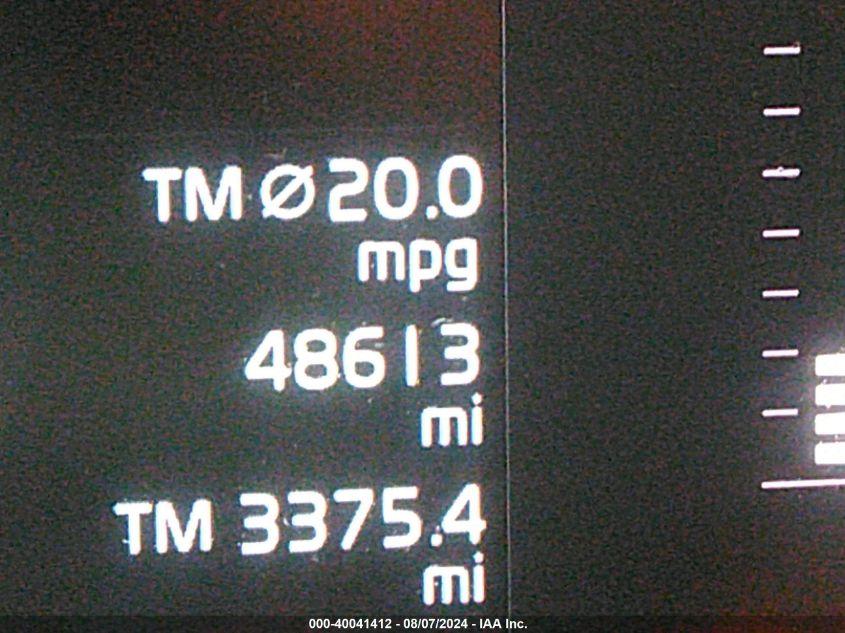 TM Ø 20.0
mpg
48613
mi
TM 3375.4
mi
000-40041412 - 08/07/2024 - IAA Inc.